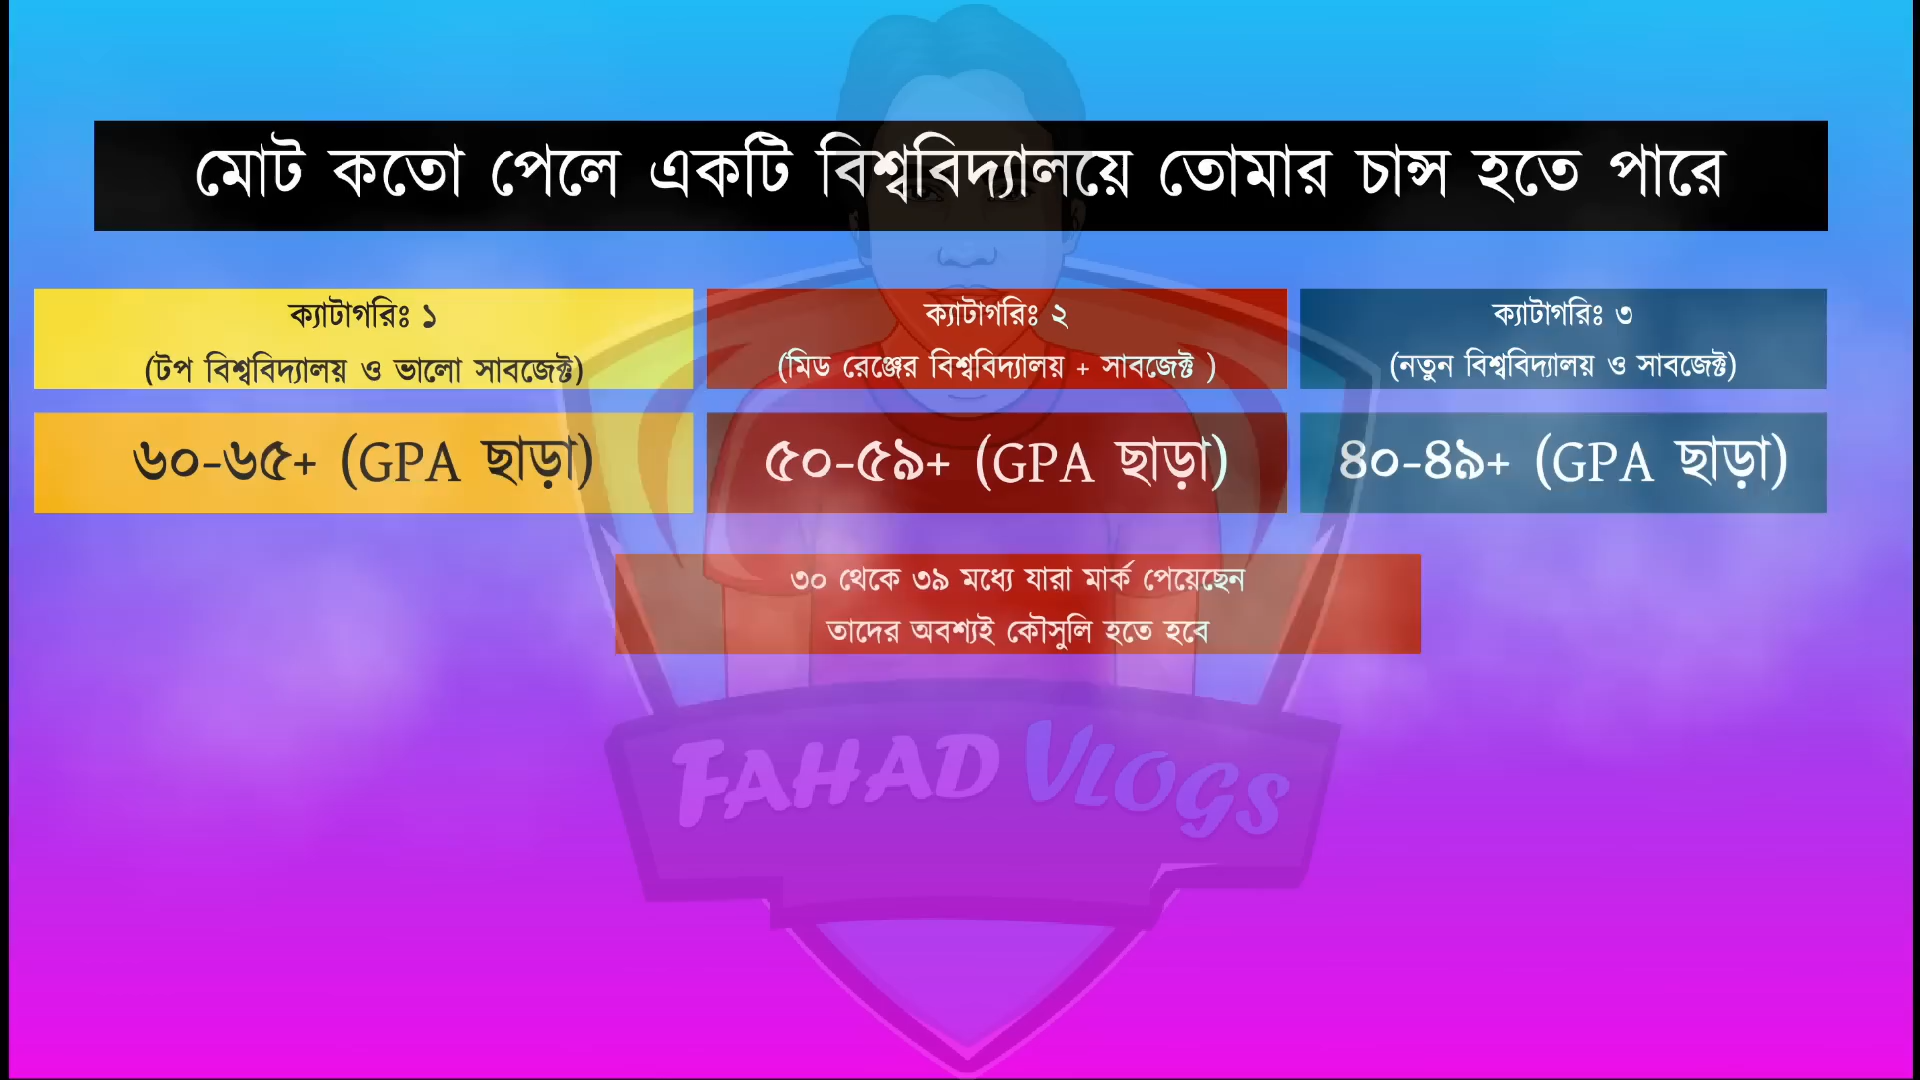 মোট কতো পেলে একটি বিশ্ববিদ্যালয়ে তোমার চান্স হতে পারে
ক্যাটাগরিঃ ১
(টপ বিশ্ববিদ্যালয় ও ভালো সাবজেক্ট)
৬০-৬৫+ (GPA ছাড়া)
ক্যাটাগরিঃ ২
(মিড রেঞ্জের বিশ্ববিদ্যালয় + সাবজেক্ট )
৫০-৫৯+ (GPA ছাড়া)
ক্যাটাগরিঃ ৩
(নতুন বিশ্ববিদ্যালয় ও সাবজেক্ট)
৪০-৪৯+ (GPA ছাড়া)
৩০ থেকে ৩৯ মধ্যে যারা মার্ক পেয়েছেন
তাদের অবশ্যই কৌসুলি হতে হবে
FAHAD VLOGS